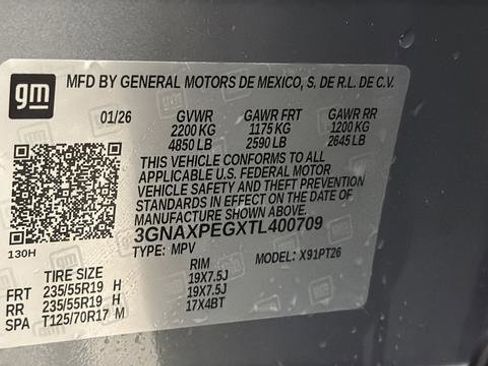 gm
MFD BY GENERAL MOTORS DE MEXICO, S. DE R.L. DE C.V.
01/26 GVWR GAWR FRT GAWR RR
2200 KG 1175 KG 1200 KG
4850 LB 2590 LB 2645 LB
THIS VEHICLE CONFORMS TO ALL
APPLICABLE U.S. FEDERAL MOTOR
VEHICLE SAFETY AND THEFT PREVENTION
STANDARDS IN EFFECT ON THE DATE OF
MANUFACTURE SHOWN ABOVE.
3GNAXPEGXTL400709
130H TYPE: MPV MODEL: X91PT26
TIRE SIZE RIM
FRT 235/55R19 H 19X7.5J
RR 235/55R19 H 19X7.5J
SPA T125/70R17 M 17X4BT